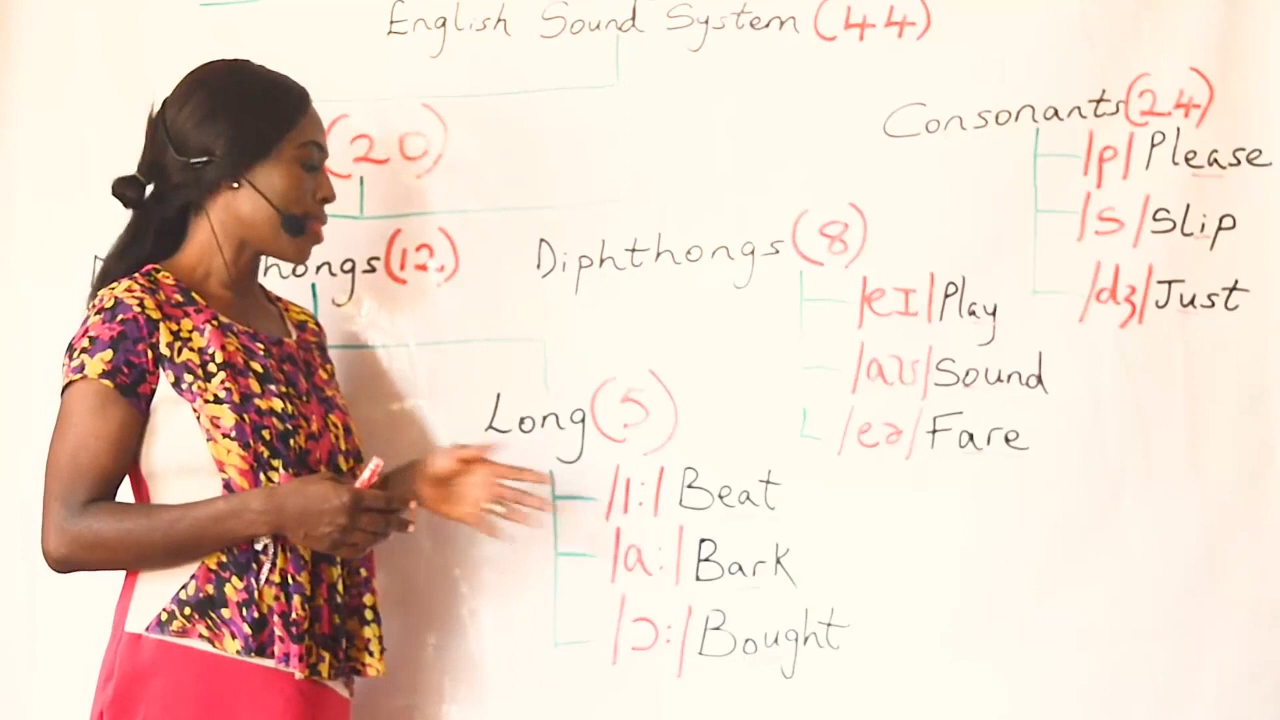 English Sound System (44)
(20)
Consonants(24)
/p/ Please
/s/ Slip
/dʒ/ Just
hongs(12)
Diphthongs(8)
/eɪ/ Play
/aʊ/ Sound
/eə/ Fare
Long(5)
/ɪ:/ Beat
/a:/ Bark
/ɔ:/ Bought